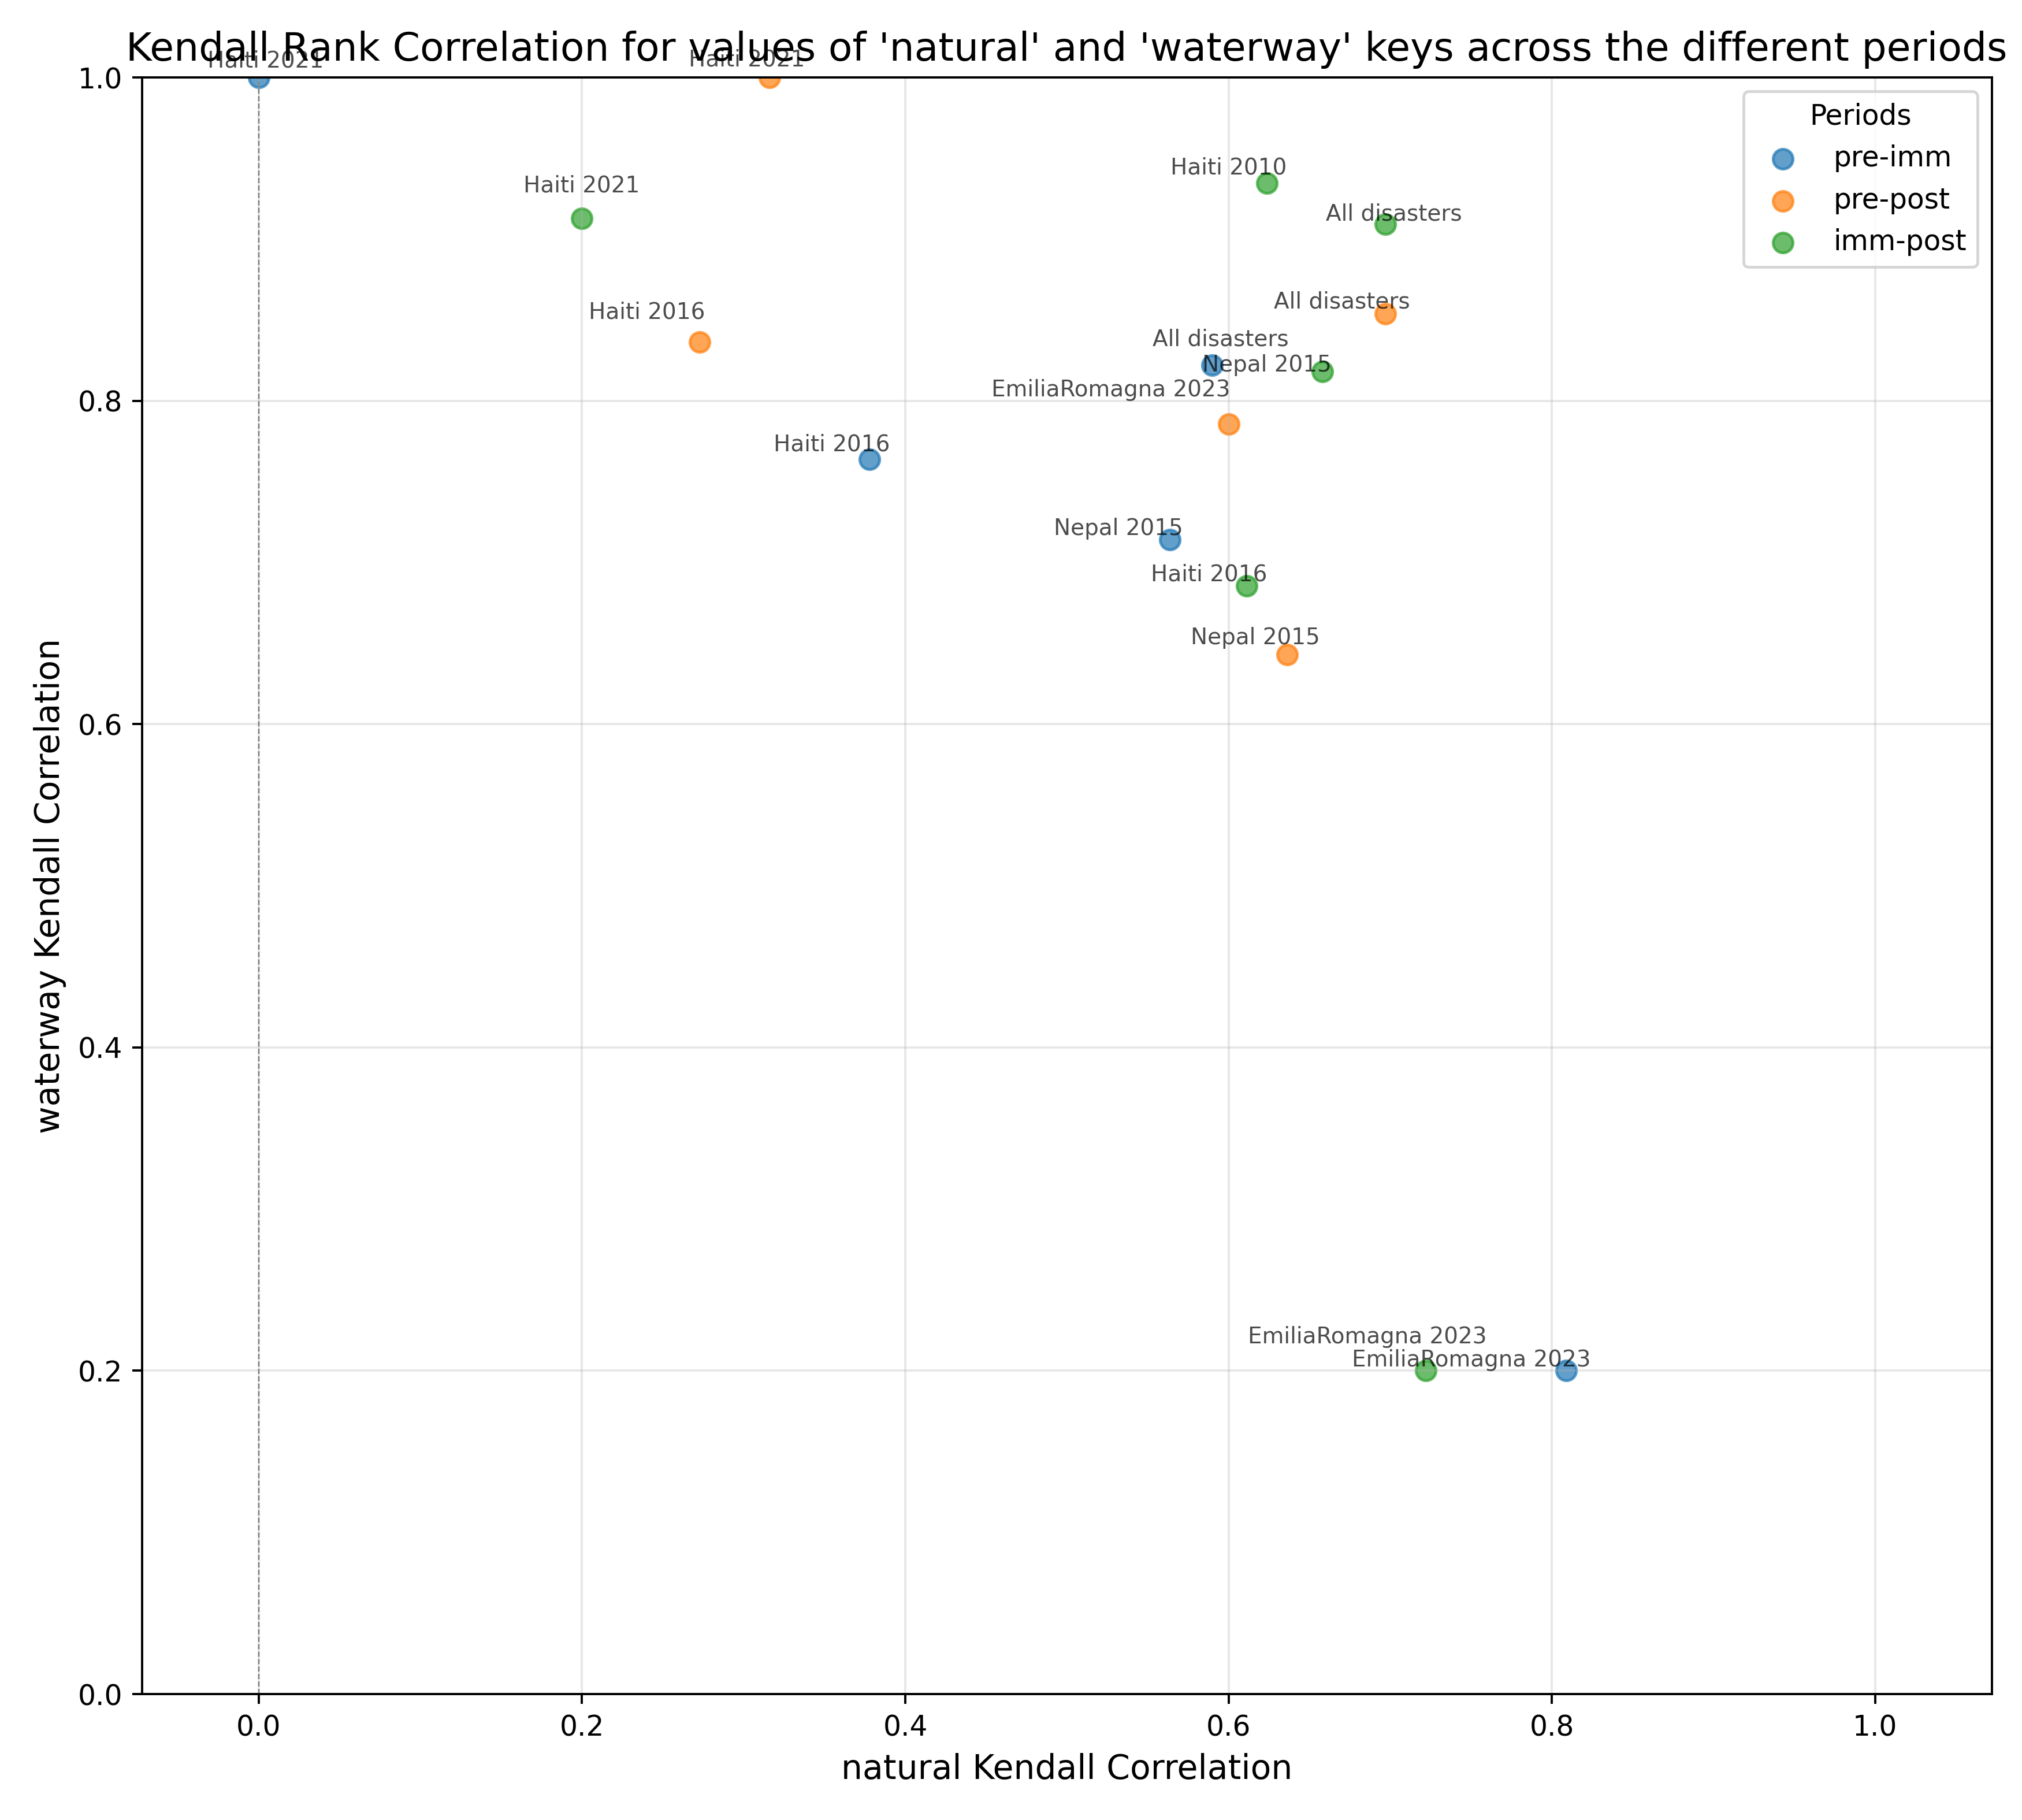 Kendall Rank Correlation for values of 'natural' and 'waterway' keys across the different periods
Haiti 2021
Haiti 2021
1.0
Periods
pre-imm
pre-post
imm-post
Haiti 2010
Haiti 2021
All disasters
All disasters
Haiti 2016
All disasters
Nepal 2015
0.8
EmiliaRomagna 2023
Haiti 2016
Nepal 2015
Haiti 2016
Nepal 2015
0.6
waterway Kendall Correlation
0.4
EmiliaRomagna 2023
EmiliaRomagna 2023
0.2
0.0
0.0 0.2 0.4 0.6 0.8 1.0
natural Kendall Correlation